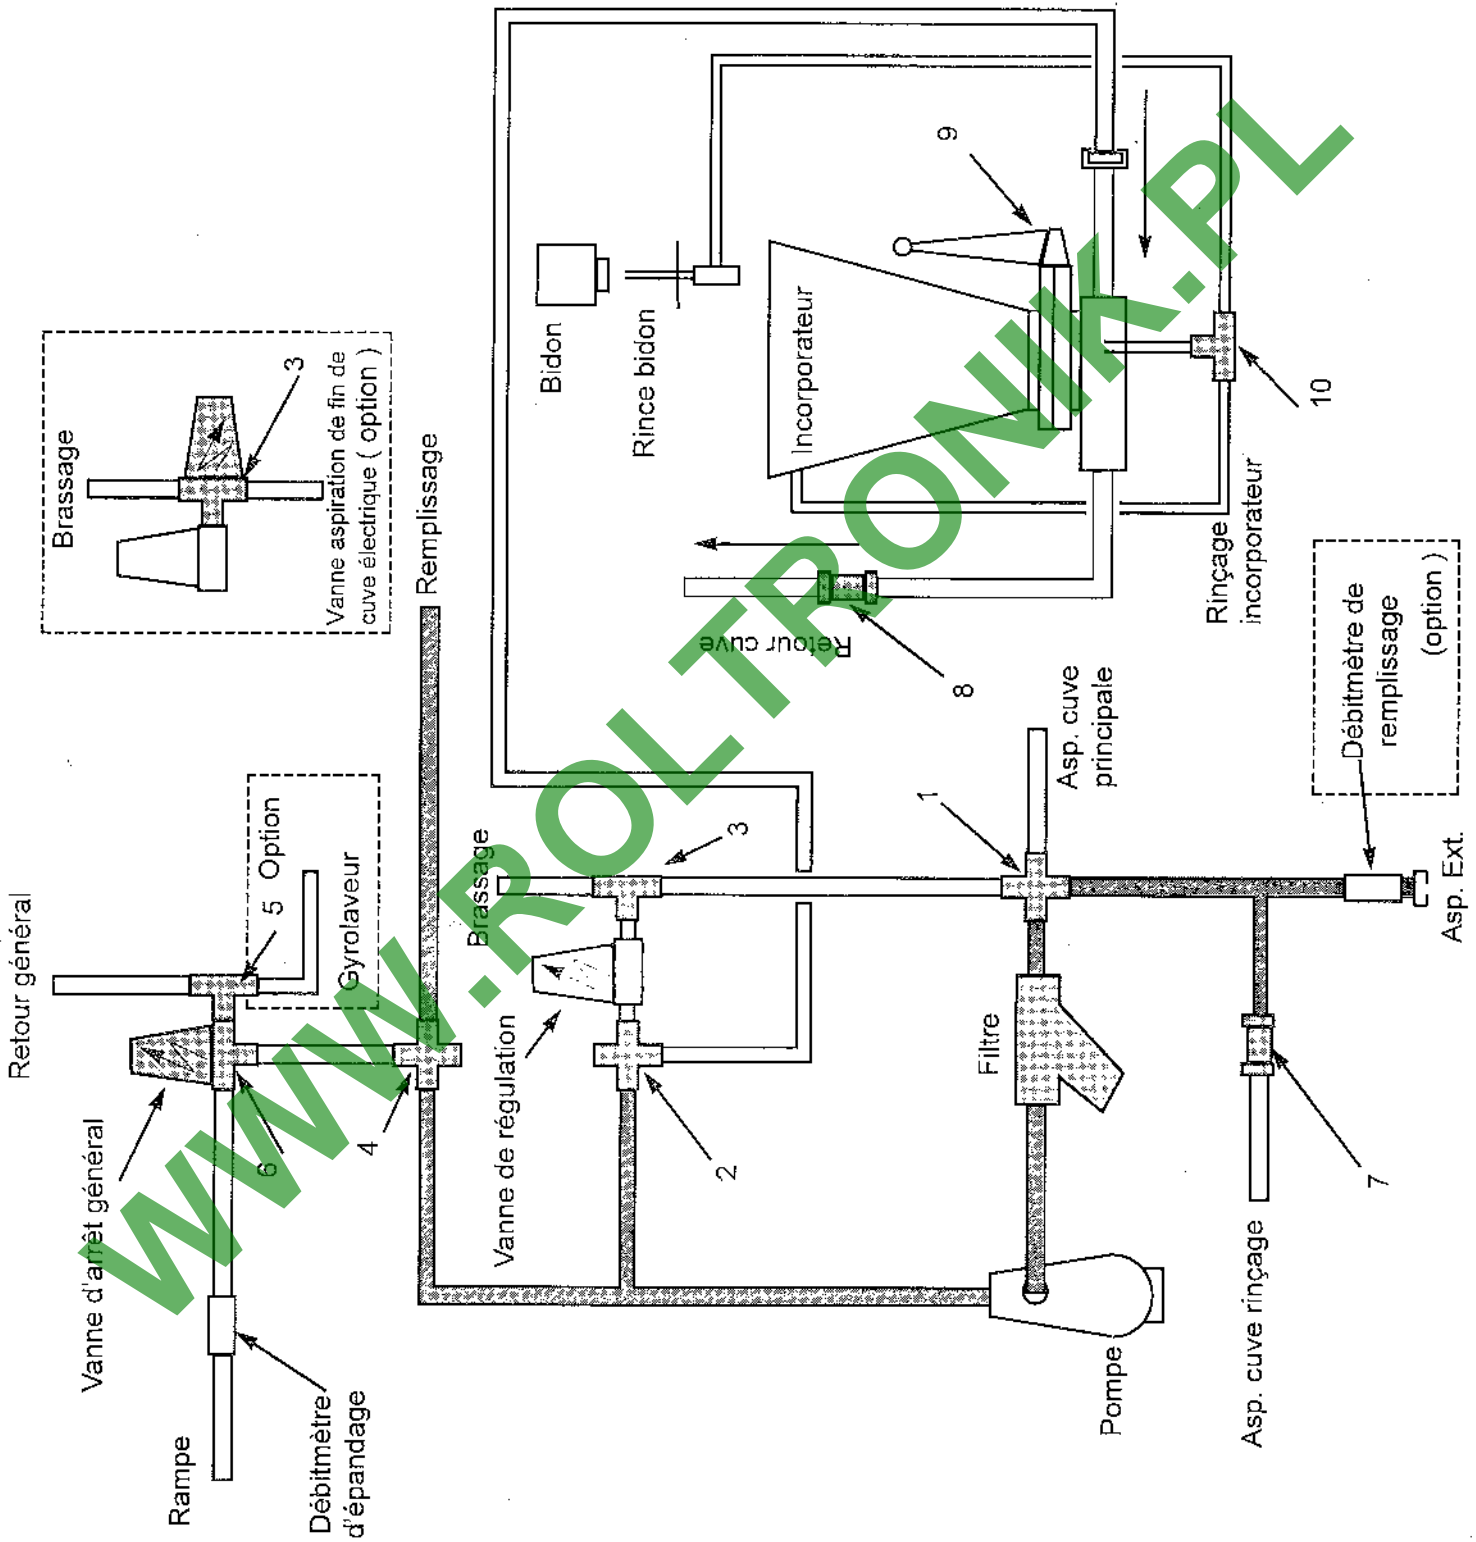 Retour général
Vanne d'arrêt général
Rampe
Débitmètre
d'épandage
6
5
Option
Gyrolaveur
4
Remplissage
Brassage
3
Vanne aspiration de fin de
cuve électrique ( option )
Brassage
3
Vanne de régulation
2
Filtre
Pompe
1
Asp. cuve
principale
Asp. cuve rinçage
7
Asp. Ext.
Débitmètre de
remplissage
(option )
Bidon
Rince bidon
Incorporateur
9
10
Rinçage
incorporateur
8
Retour cuve
WWW.ROLTRONIK.PL